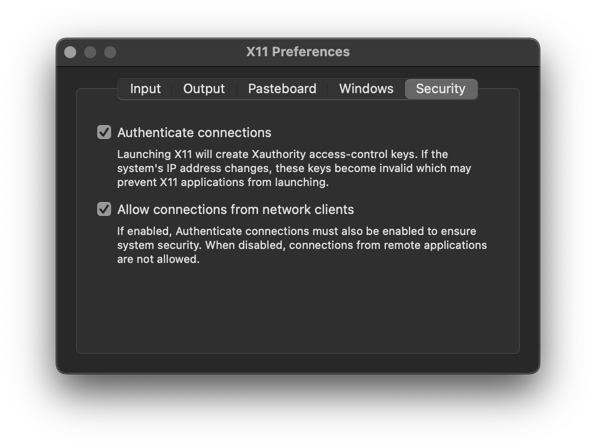 X11 Preferences
Input Output Pasteboard Windows Security
Authenticate connections
Launching X11 will create Xauthority access-control keys. If the
system's IP address changes, these keys become invalid which may
prevent X11 applications from launching.
Allow connections from network clients
If enabled, Authenticate connections must also be enabled to ensure
system security. When disabled, connections from remote applications
are not allowed.